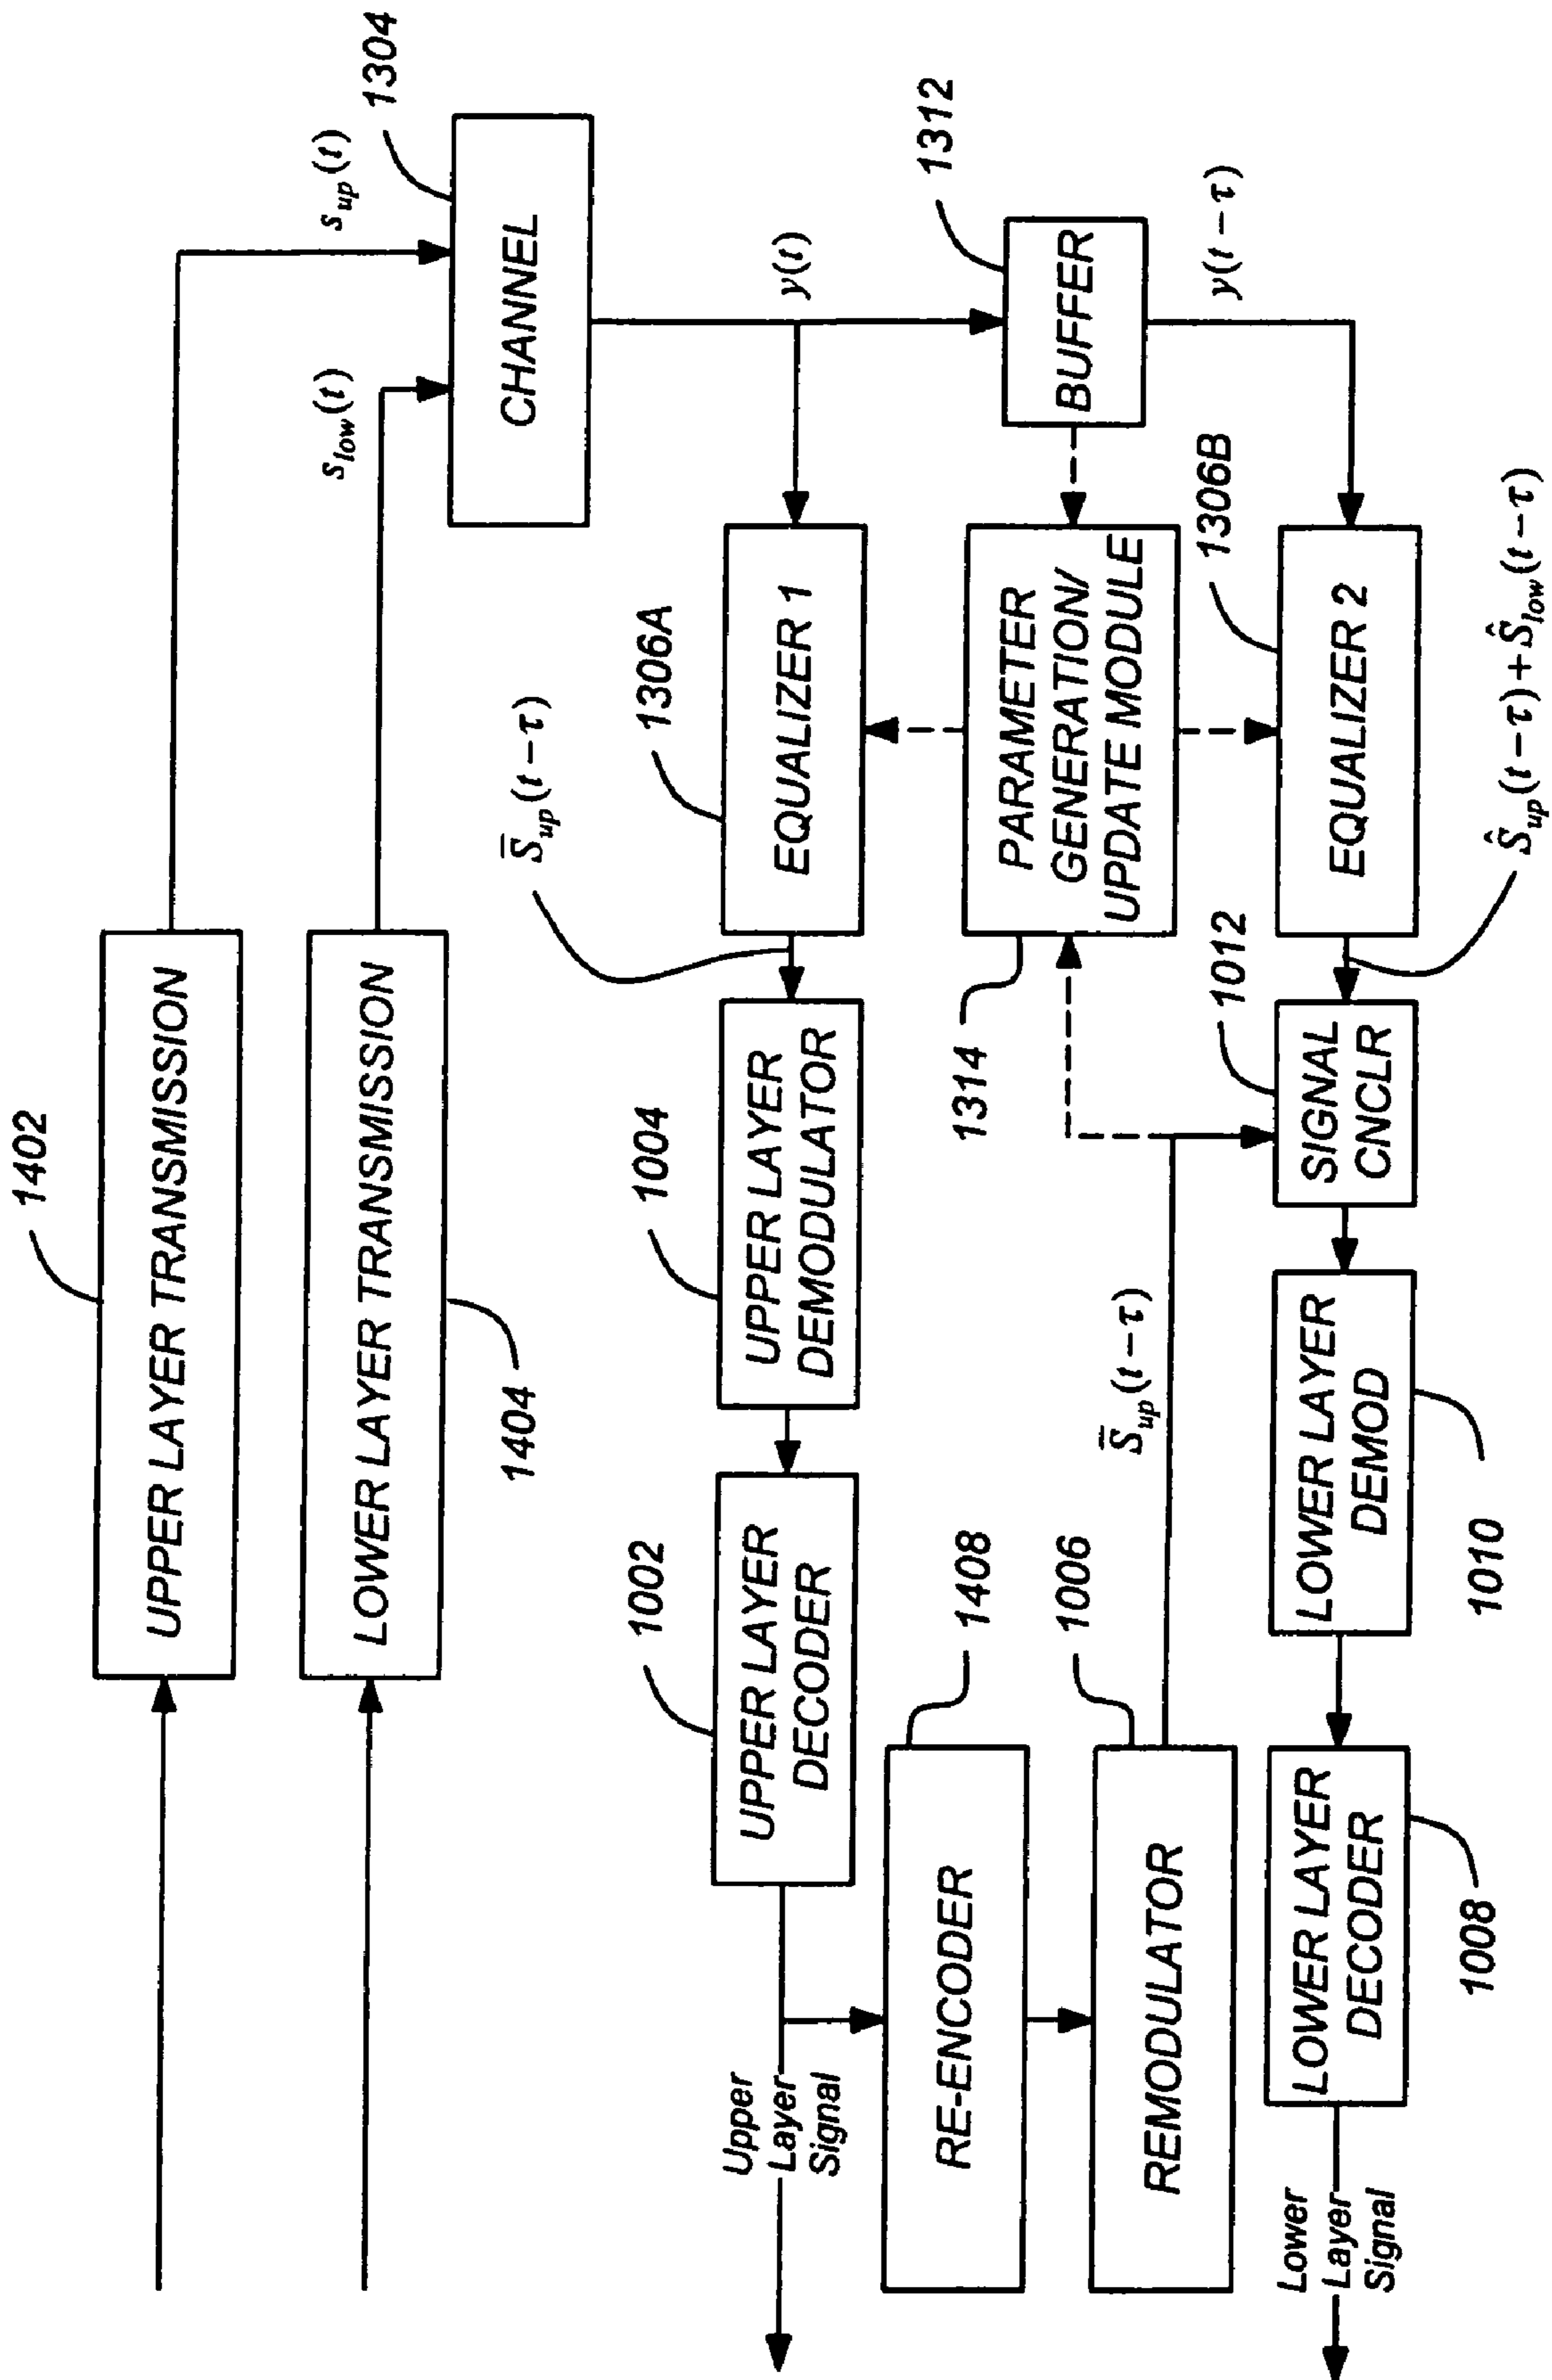 1402
UPPER LAYER TRANSMISSION
LOWER LAYER TRANSMISSION
1404
s_up(t)
1304
s_low(t)
CHANNEL
y(t)
1312
BUFFER
y(t−τ)
1306A
EQUALIZER 1
S̅_up(t−τ)
1004
UPPER LAYER
DEMODULATOR
1002
UPPER LAYER
DECODER
Upper
Layer
Signal
1314
PARAMETER
GENERATION/
UPDATE MODULE
1306B
EQUALIZER 2
Ŝ_up(t−τ)+Ŝ_low(t−τ)
1012
SIGNAL
CNCLR
1408
RE-ENCODER
1006
REMODULATOR
S̅_up(t−τ)
LOWER LAYER
DEMOD
1010
LOWER LAYER
DECODER
1008
Lower
Layer
Signal